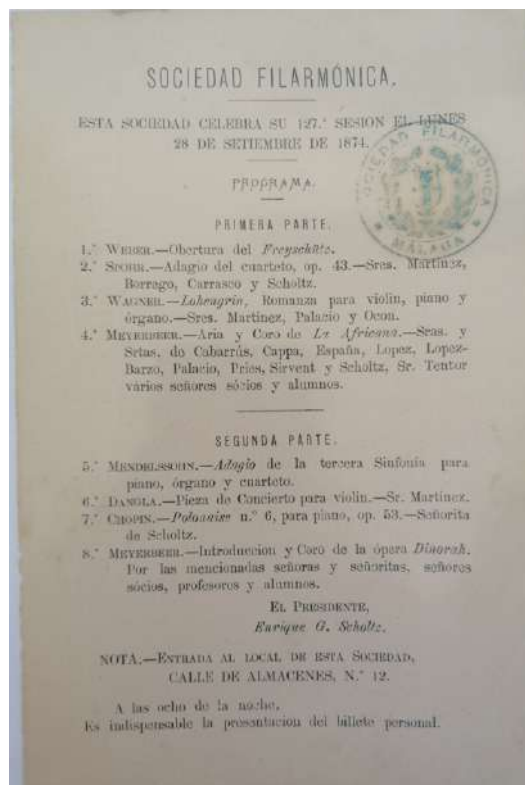 SOCIEDAD FILARMÓNICA.
ESTA SOCIEDAD CELEBRA SU 127.ª SESION EL LUNES
28 DE SETIEMBRE DE 1874.
SOCIEDAD FILARMÓNICA
MÁLAGA
PROGRAMA.
PRIMERA PARTE.
1.º WEBER.—Obertura del Freyschütz.
2.º SPOHR.—Adagio del cuarteto, op. 43.—Sres. Martinez,
Borrego, Carrasco y Scholtz.
3.º WAGNER.—Lohengrin, Romanza para violin, piano y
órgano.—Sres. Martinez, Palacio y Ocon.
4.º MEYERBEER.—Aria y Coro de La Africana.—Sras. y
Srtas. de Cabarrús, Cappa, España, Lopez, Lopez-
Barzo, Palacio, Pries, Sirvent y Scholtz, Sr. Tentor
varios señores sócios y alumnos.
SEGUNDA PARTE.
5.º MENDELSSOHN.—Adagio de la tercera Sinfonía para
piano, órgano y cuarteto.
6.º DANCLA.—Pieza de Concierto para violin.—Sr. Martinez.
7.º CHOPIN.—Polonaise n.º 6, para piano, op. 53.—Señorita
de Scholtz.
8.º MEYERBEER.—Introduccion y Coro de la ópera Dinorah.
Por las mencionadas señoras y señoritas, señores
sócios, profesores y alumnos.
EL PRESIDENTE,
Enrique G. Scholtz.
NOTA:—ENTRADA AL LOCAL DE ESTA SOCIEDAD,
CALLE DE ALMACENES, N.º 12.
A las ocho de la noche.
Es indispensable la presentacion del billete personal.